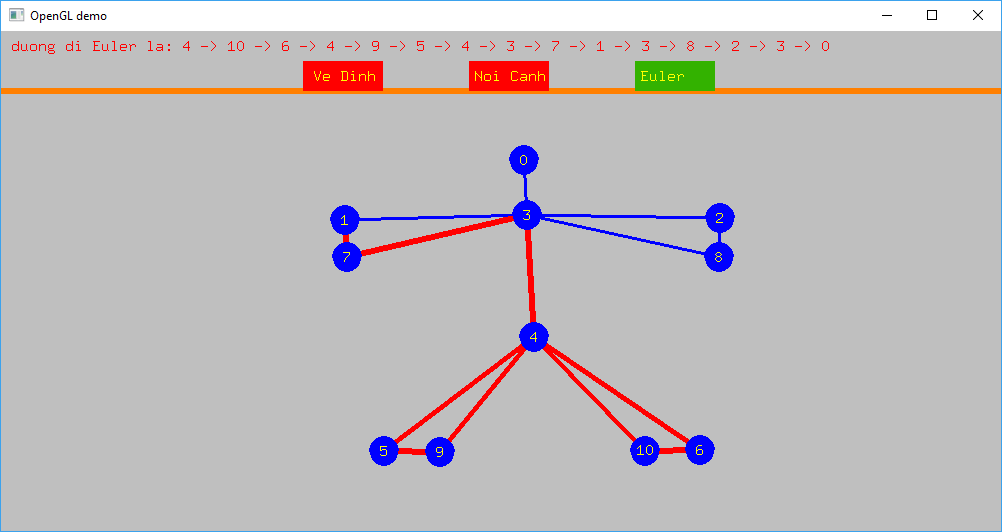 OpenGL demo
duong di Euler la: 4 -> 10 -> 6 -> 4 -> 9 -> 5 -> 4 -> 3 -> 7 -> 1 -> 3 -> 8 -> 2 -> 3 -> 0
Ve Dinh Noi Canh Euler
0
1 3 2
7 8
4
5 9 10 6